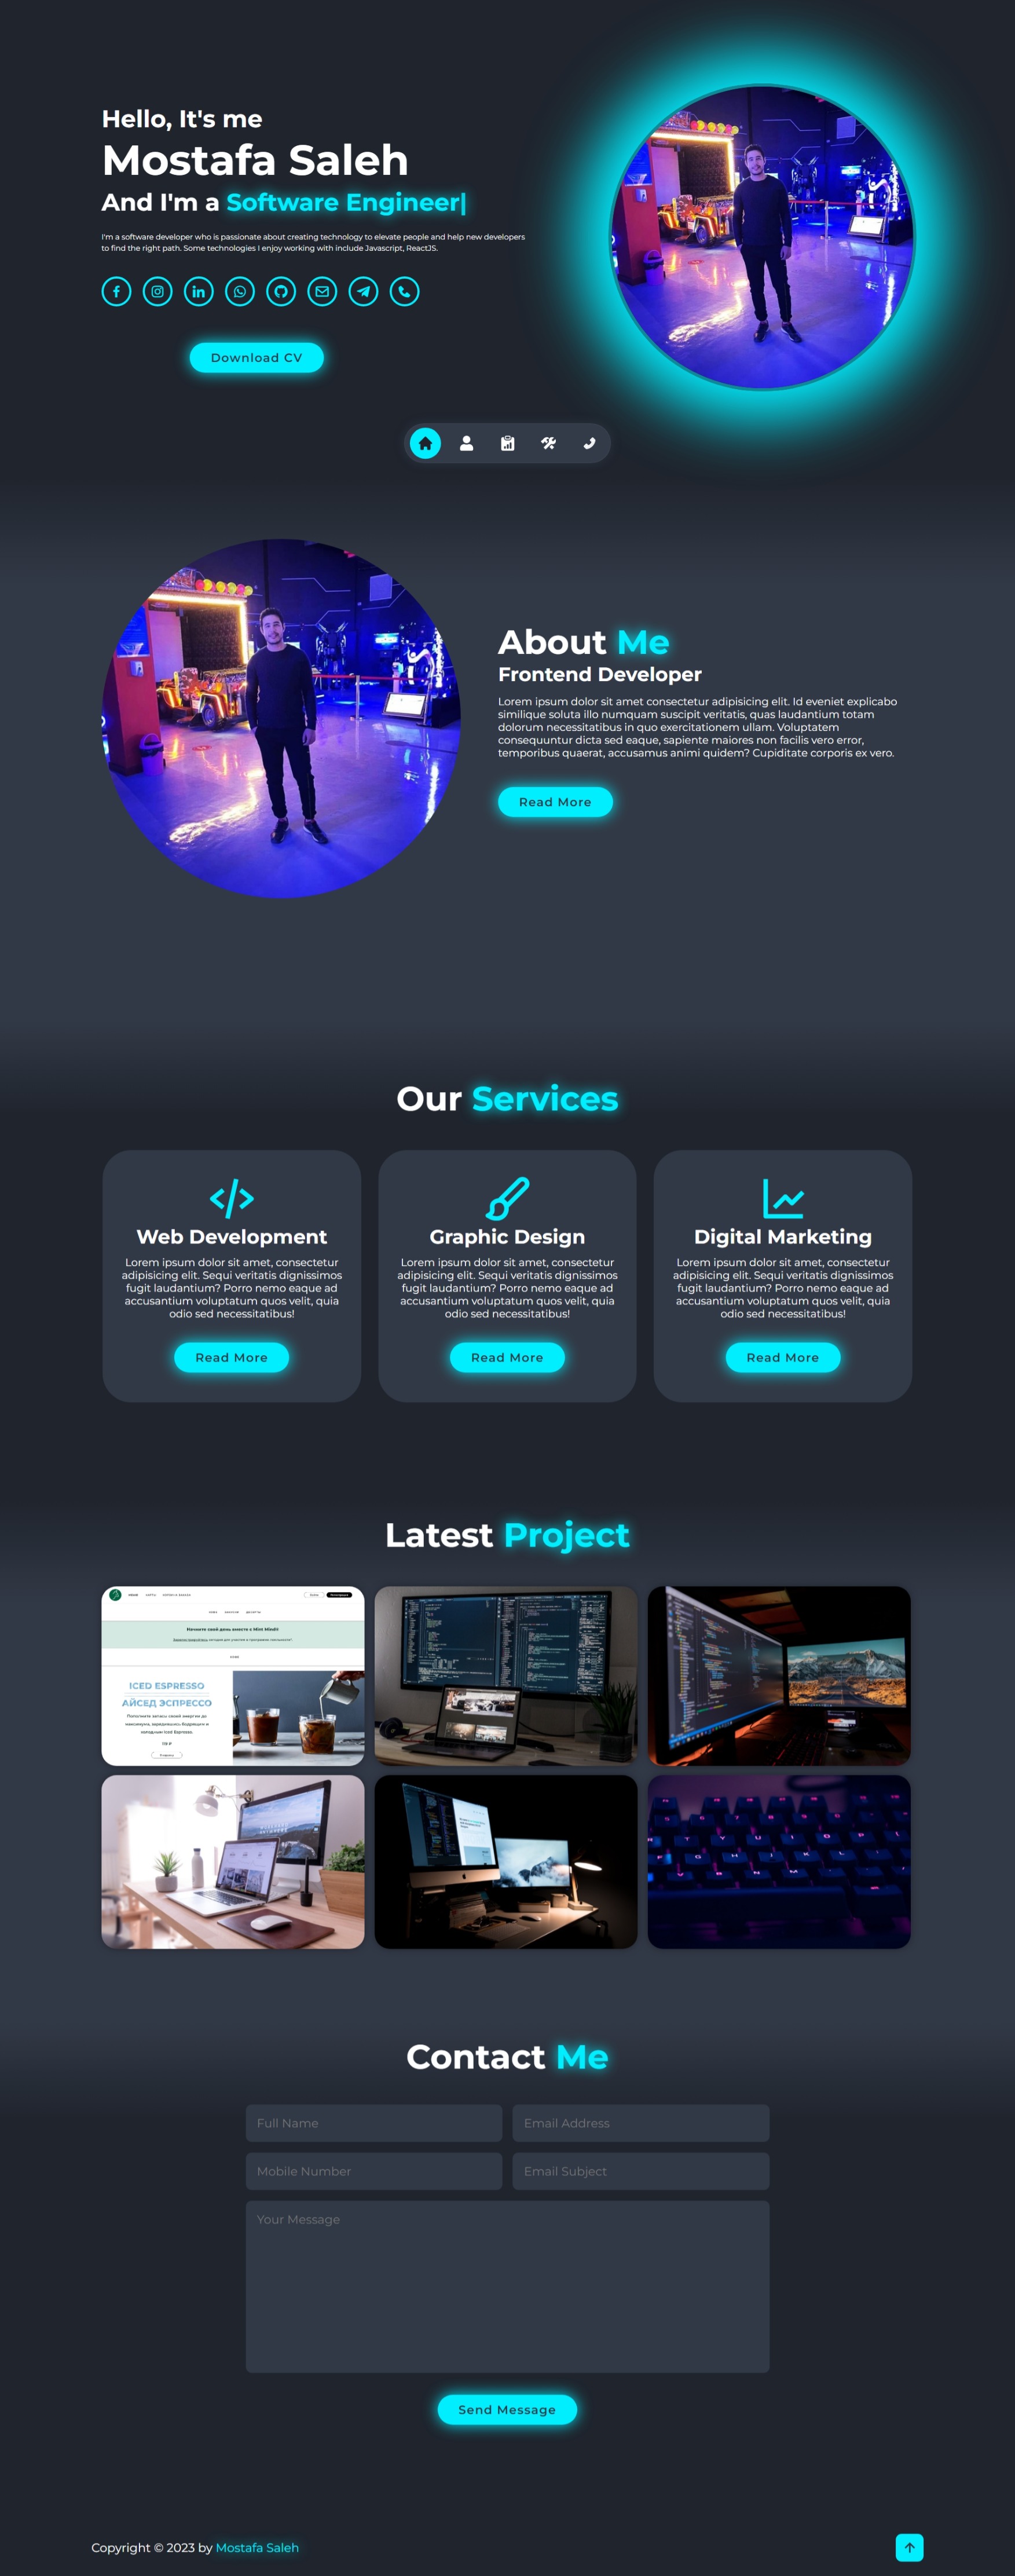 Hello, It's me
Mostafa Saleh
And I'm a Software Engineer|
I'm a software developer who is passionate about creating technology to elevate people and help new developers
to find the right path. Some technologies I enjoy working with include Javascript, ReactJS.
Download CV
About Me
Frontend Developer
Lorem ipsum dolor sit amet consectetur adipisicing elit. Id eveniet explicabo
similique soluta illo numquam suscipit veritatis, quas laudantium totam
dolorum necessitatibus in quo exercitationem ullam. Voluptatem
consequuntur dicta sed eaque, sapiente maiores non facilis vero error,
temporibus quaerat, accusamus animi quidem? Cupiditate corporis ex vero.
Read More
Our Services
Web Development
Lorem ipsum dolor sit amet, consectetur
adipisicing elit. Sequi veritatis dignissimos
fugit laudantium? Porro nemo eaque ad
accusantium voluptatum quos velit, quia
odio sed necessitatibus!
Read More
Graphic Design
Lorem ipsum dolor sit amet, consectetur
adipisicing elit. Sequi veritatis dignissimos
fugit laudantium? Porro nemo eaque ad
accusantium voluptatum quos velit, quia
odio sed necessitatibus!
Read More
Digital Marketing
Lorem ipsum dolor sit amet, consectetur
adipisicing elit. Sequi veritatis dignissimos
fugit laudantium? Porro nemo eaque ad
accusantium voluptatum quos velit, quia
odio sed necessitatibus!
Read More
Latest Project
ICED ESPRESSO
АЙСЕД ЭСПРЕССО
Contact Me
Full Name
Email Address
Mobile Number
Email Subject
Your Message
Send Message
Copyright © 2023 by Mostafa Saleh